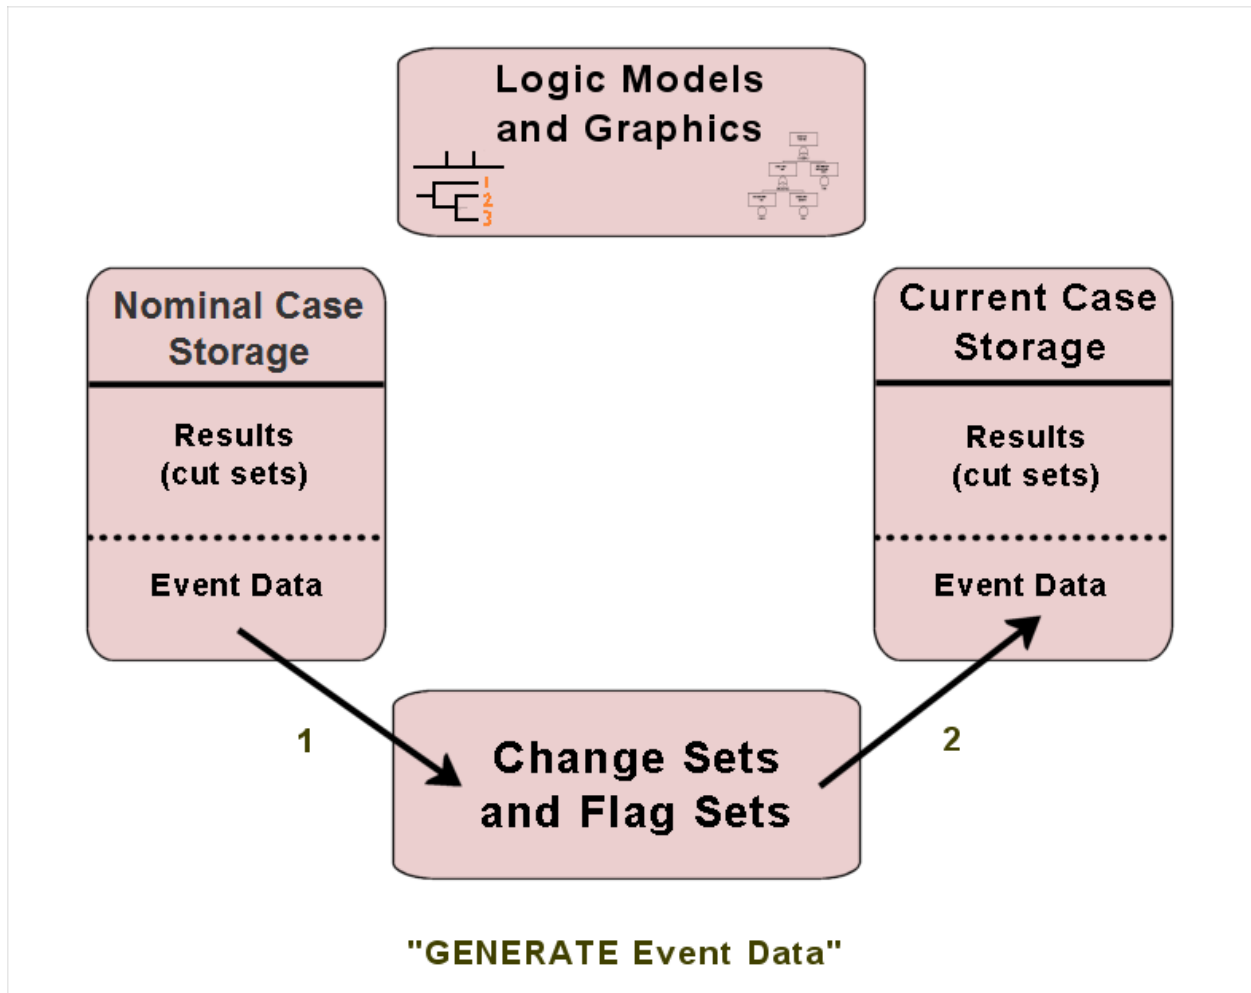 Logic Models
and Graphics
1
2
3
Nominal Case
Storage
Results
(cut sets)
Event Data
Current Case
Storage
Results
(cut sets)
Event Data
1
2
Change Sets
and Flag Sets
"GENERATE Event Data"